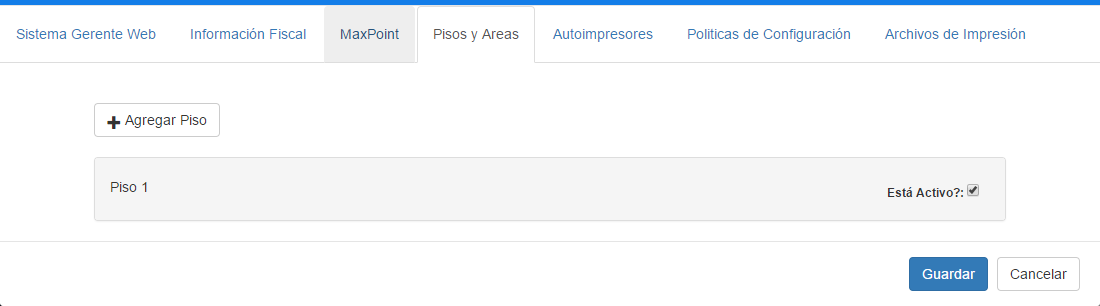 Sistema Gerente Web Información Fiscal MaxPoint Pisos y Areas Autoimpresores Politicas de Configuración Archivos de Impresión
Agregar Piso
Piso 1 Está Activo?:
Guardar Cancelar